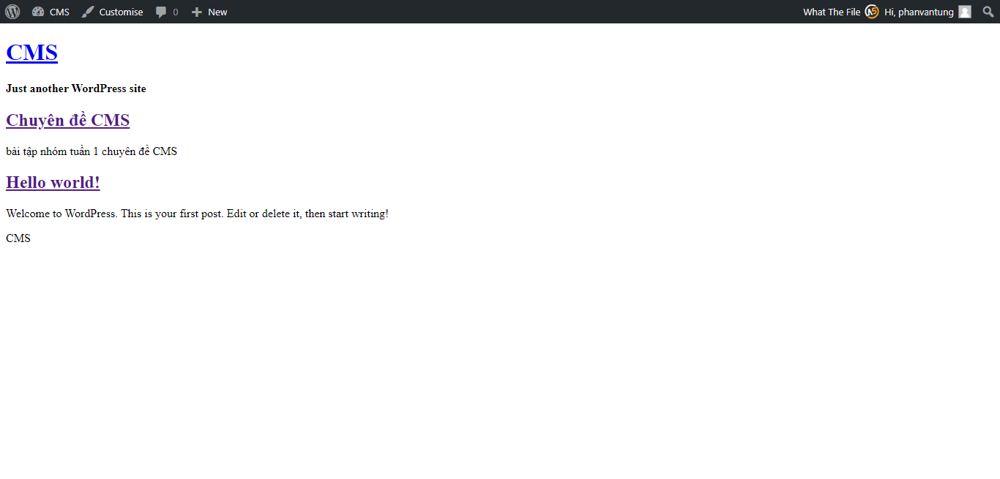 CMS Customise 0 New What The File Hi, phanvantung
CMS
Just another WordPress site
Chuyên đề CMS
bài tập nhóm tuần 1 chuyên đề CMS
Hello world!
Welcome to WordPress. This is your first post. Edit or delete it, then start writing!
CMS